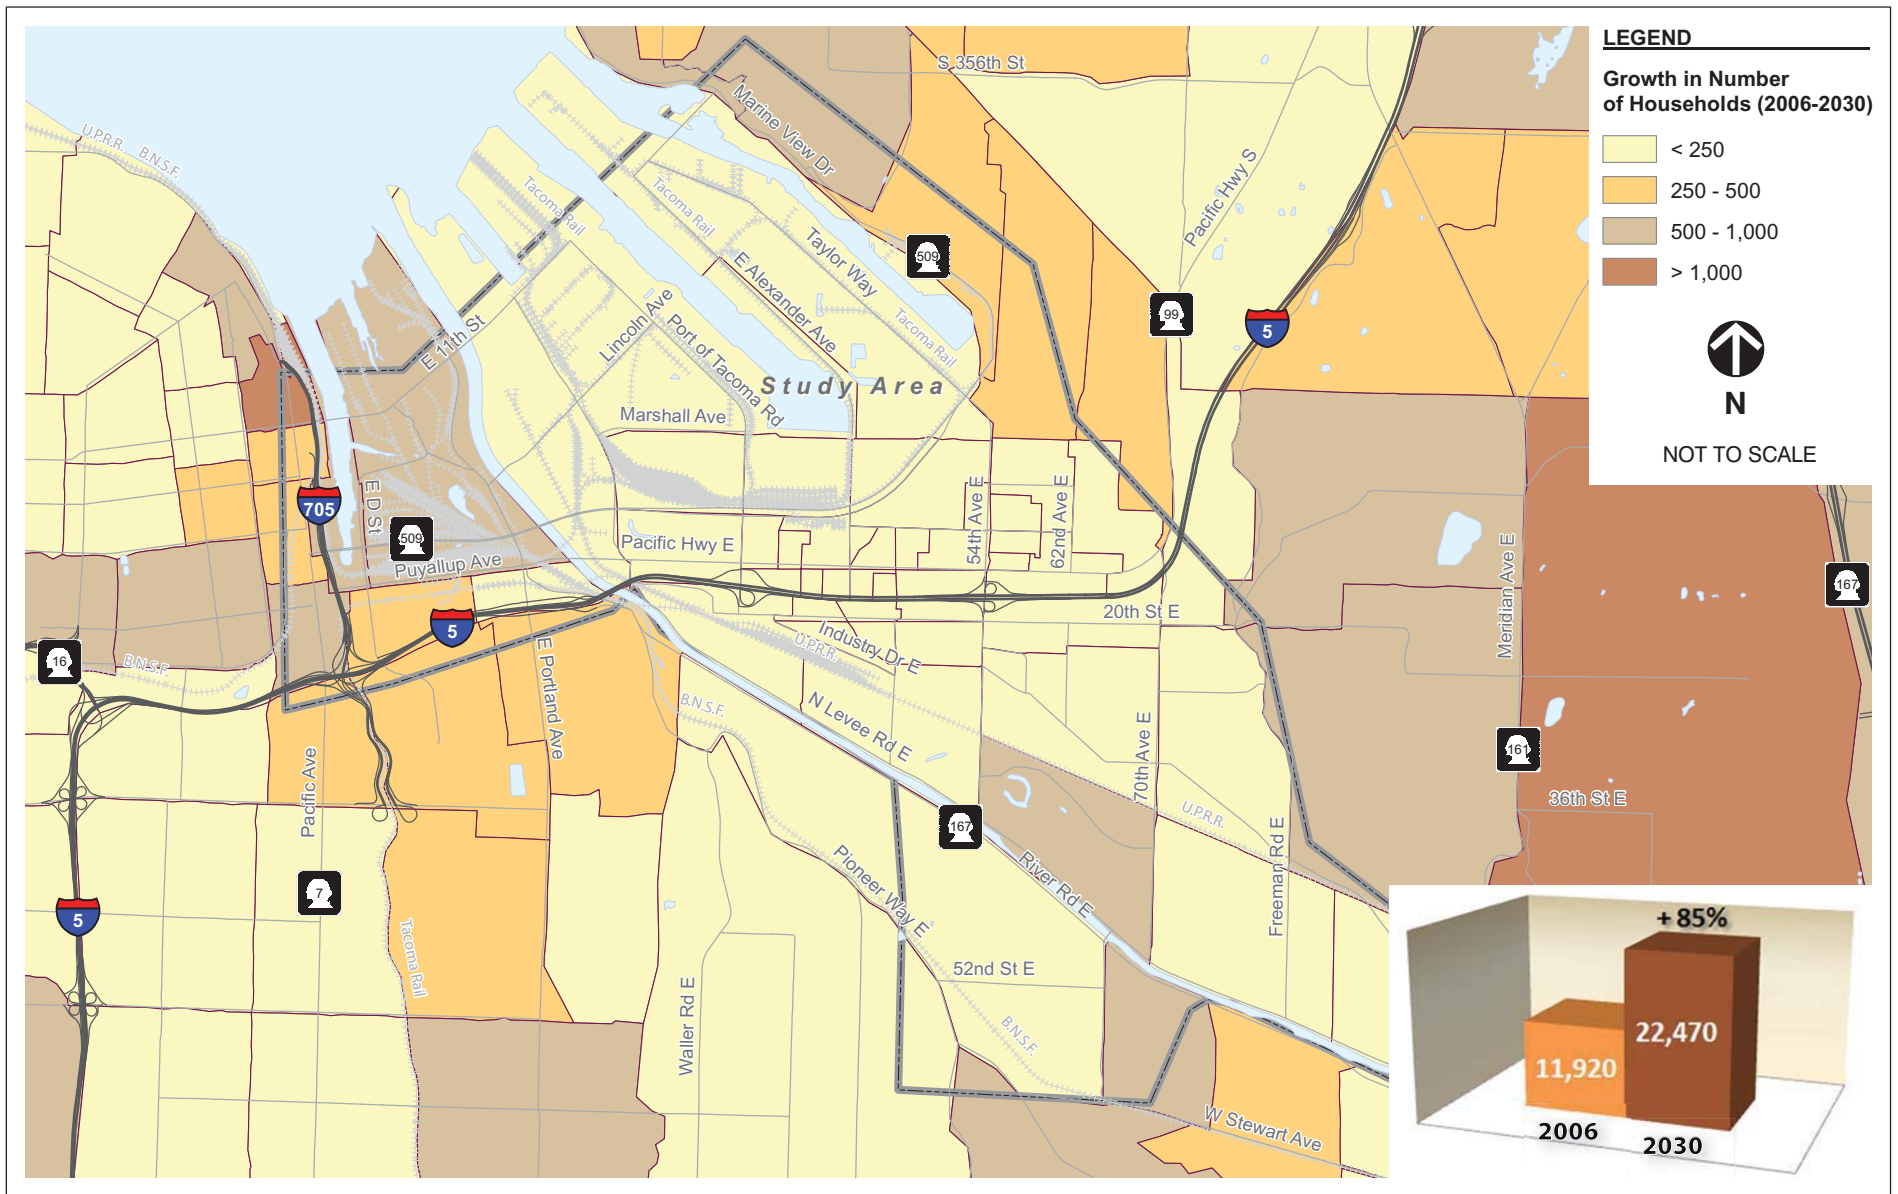 LEGEND
Growth in Number
of Households (2006-2030)
< 250
250 - 500
500 - 1,000
> 1,000
N
NOT TO SCALE
S 356th St
Marine View Dr
U.P.R.R.
B.N.S.F.
Pacific Hwy S
Tacoma Rail
Tacoma Rail
Taylor Way
509
E Alexander Ave
99
5
Tacoma Rail
Lincoln Ave
E 11th St
Port of Tacoma Rd
Study Area
Marshall Ave
705
E D St
509
Puyallup Ave
Pacific Hwy E
54th Ave E
62nd Ave E
167
20th St E
Meridian Ave E
5
16
B.N.S.F.
Industry Dr E
U.P.R.R.
E Portland Ave
B.N.S.F.
N Levee Rd E
70th Ave E
161
Pacific Ave
36th St E
U.P.R.R.
167
Freeman Rd E
Pioneer Way E
River Rd E
7
5
Tacoma Rail
52nd St E
Waller Rd E
B.N.S.F.
W Stewart Ave
+ 85%
22,470
11,920
2006
2030